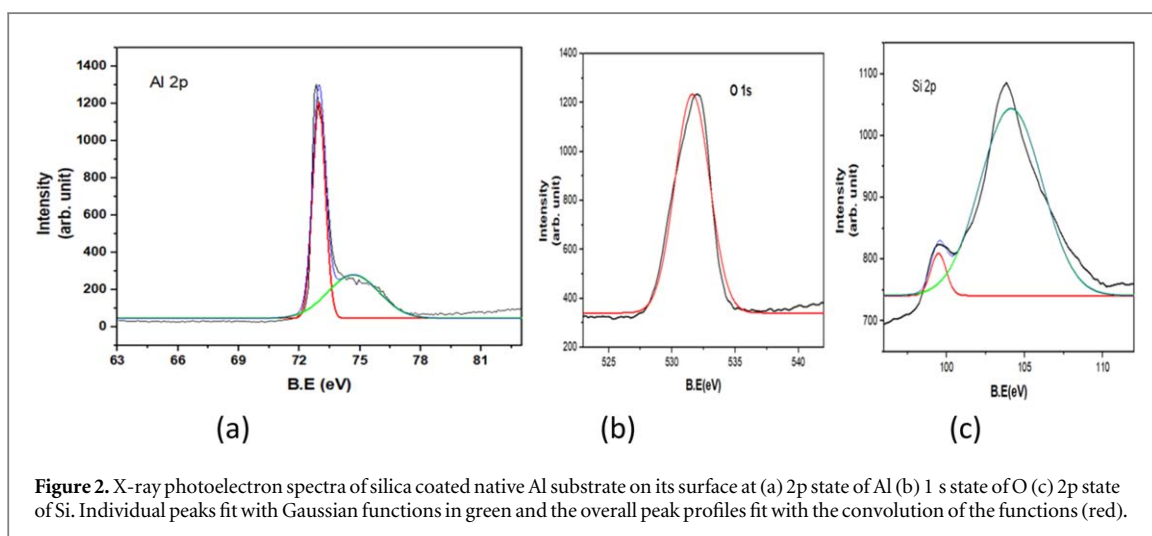 Al 2p
1400
1200
1000
800
600
400
200
0
Intensity
(arb. unit)
63 66 69 72 75 78 81
B.E (eV)
(a)
O 1s
1400
1200
1000
800
600
400
200
Intensity
(arb. unit)
525 530 535 540
B.E(eV)
(b)
Si 2p
1100
1000
900
800
700
Intensity
(arb. unit)
100 105 110
B.E(eV)
(c)
Figure 2. X-ray photoelectron spectra of silica coated native Al substrate on its surface at (a) 2p state of Al (b) 1 s state of O (c) 2p state
of Si. Individual peaks fit with Gaussian functions in green and the overall peak profiles fit with the convolution of the functions (red).